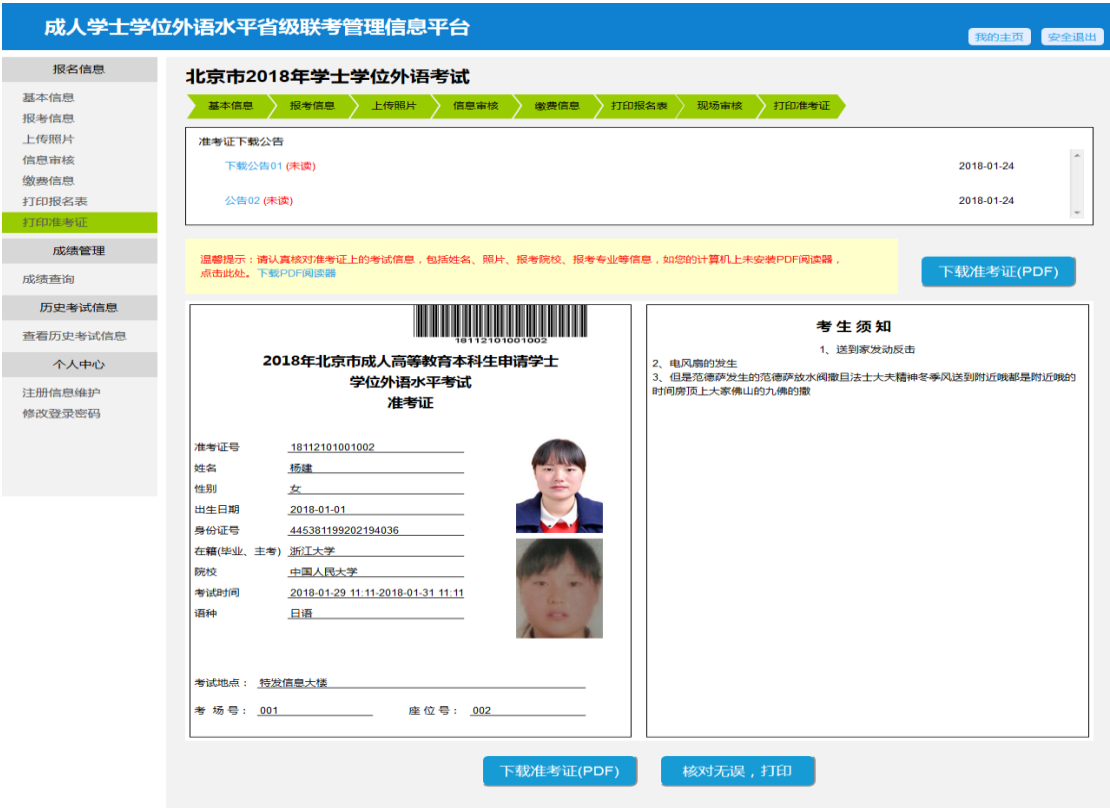 成人学士学位外语水平省级联考管理信息平台
我的主页 安全退出
报名信息
基本信息
报考信息
上传照片
信息审核
缴费信息
打印报名表
打印准考证
成绩管理
成绩查询
历史考试信息
查看历史考试信息
个人中心
注册信息维护
修改登录密码
北京市2018年学士学位外语考试
基本信息 报考信息 上传照片 信息审核 缴费信息 打印报名表 现场审核 打印准考证
准考证下载公告
下载公告01 (未读) 2018-01-24
公告02 (未读) 2018-01-24
温馨提示：请认真核对准考证上的考试信息，包括姓名、照片、报考院校、报考专业等信息，如您的计算机上未安装PDF阅读器，
点击此处。下载PDF阅读器
下载准考证(PDF)
18112101001002
2018年北京市成人高等教育本科生申请学士
学位外语水平考试
准考证
准考证号 18112101001002
姓名 杨建
性别 女
出生日期 2018-01-01
身份证号 445381199202194036
在籍(毕业、主考) 浙江大学
院校 中国人民大学
考试时间 2018-01-29 11:11-2018-01-31 11:11
语种 日语
考试地点： 特发信息大楼
考 场 号： 001 座 位 号： 002
考 生 须 知
1、送到家发动反击
2、电风扇的发生
3、但是范德萨发生的范德萨放水阀撒旦法士大夫精神冬季风送到附近哦都是附近哦的
时间房顶上大家佛山的九佛的撒
下载准考证(PDF) 核对无误，打印